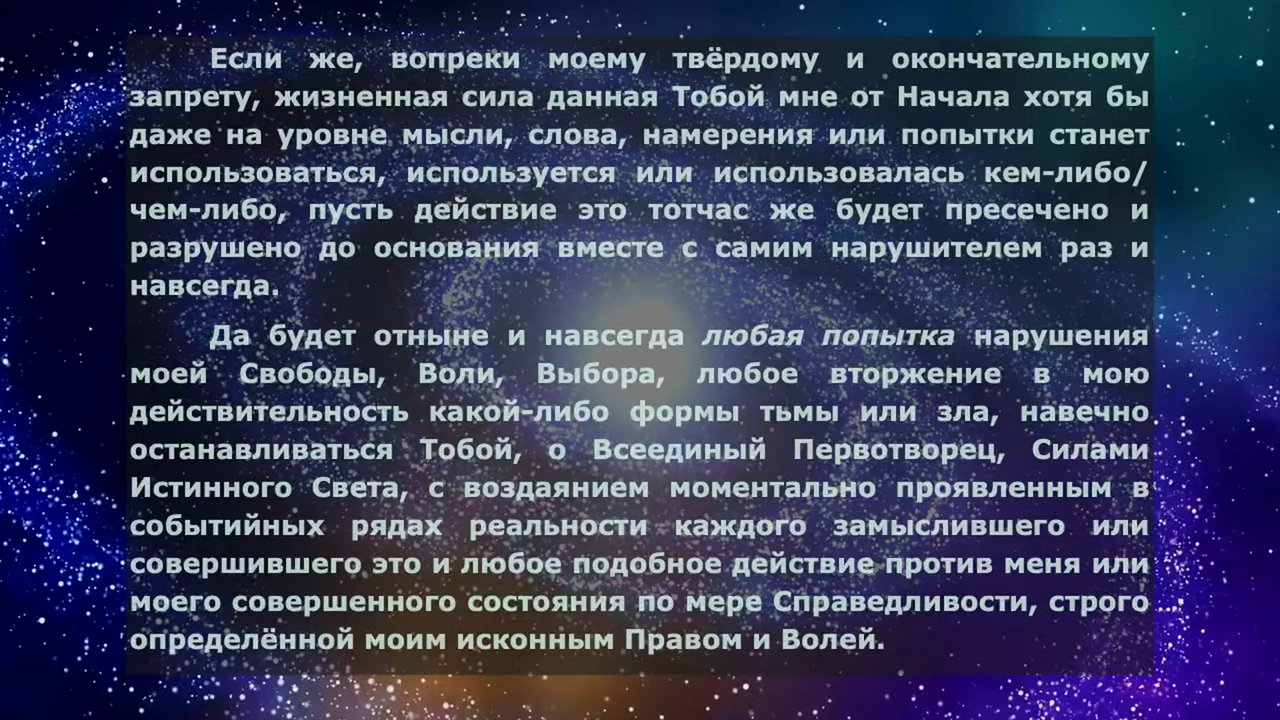 Если же, вопреки моему твёрдому и окончательному
запрету, жизненная сила данная Тобой мне от Начала хотя бы
даже на уровне мысли, слова, намерения или попытки станет
использоваться, используется или использовалась кем-либо/
чем-либо, пусть действие это тотчас же будет пресечено и
разрушено до основания вместе с самим нарушителем раз и
навсегда.
Да будет отныне и навсегда любая попытка нарушения
моей Свободы, Воли, Выбора, любое вторжение в мою
действительность какой-либо формы тьмы или зла, навечно
останавливаться Тобой, о Всеединый Первотворец, Силами
Истинного Света, с воздаянием моментально проявленным в
событийных рядах реальности каждого замыслившего или
совершившего это и любое подобное действие против меня или
моего совершенного состояния по мере Справедливости, строго
определённой моим исконным Правом и Волей.